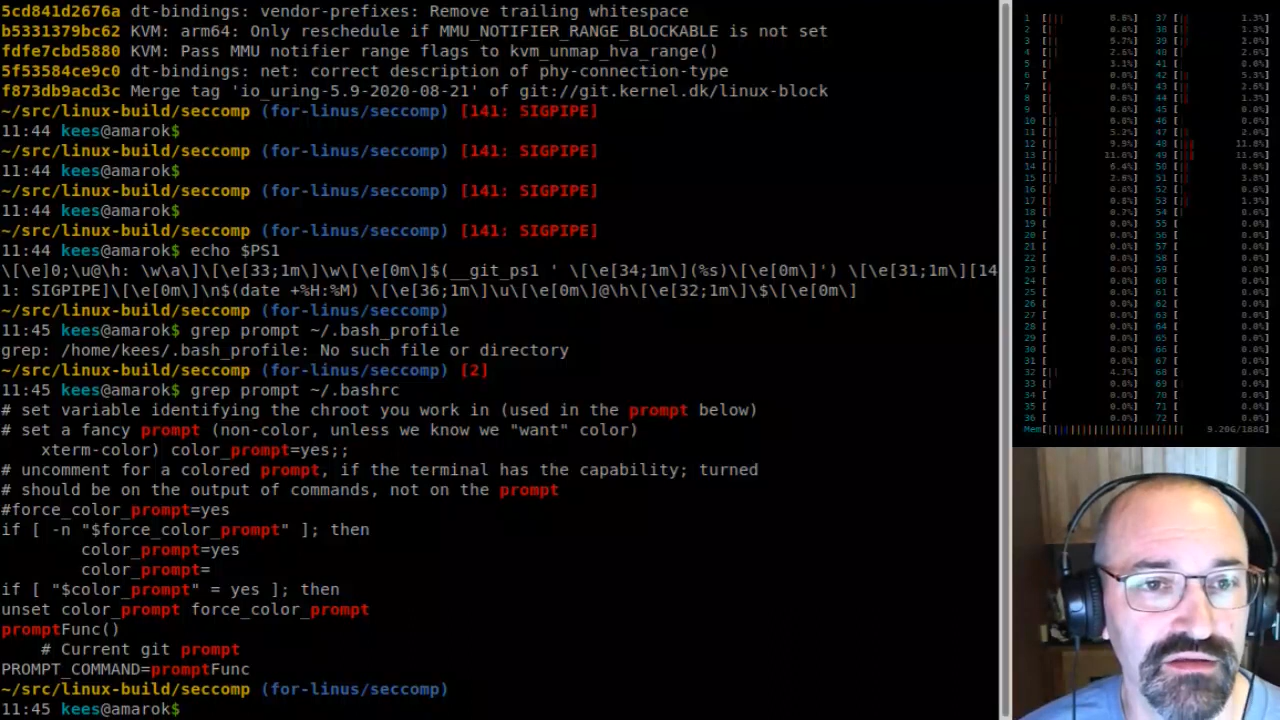 5cd841d2676a dt-bindings: vendor-prefixes: Remove trailing whitespace
b5331379bc62 KVM: arm64: Only reschedule if MMU_NOTIFIER_RANGE_BLOCKABLE is not set
fdfe7cbd5880 KVM: Pass MMU notifier range flags to kvm_unmap_hva_range()
5f53584ce9c0 dt-bindings: net: correct description of phy-connection-type
f873db9acd3c Merge tag 'io_uring-5.9-2020-08-21' of git://git.kernel.dk/linux-block
~/src/linux-build/seccomp (for-linus/seccomp) [141: SIGPIPE]
11:44 kees@amarok$
~/src/linux-build/seccomp (for-linus/seccomp) [141: SIGPIPE]
11:44 kees@amarok$
~/src/linux-build/seccomp (for-linus/seccomp) [141: SIGPIPE]
11:44 kees@amarok$
~/src/linux-build/seccomp (for-linus/seccomp) [141: SIGPIPE]
11:44 kees@amarok$ echo $PS1
\[\e]0;\u@\h: \w\a]\[\e[33;1m\]\w\[\e[0m\]$(__git_ps1 ' \[\e[34;1m\](%s)\[\e[0m\]') \[\e[31;1m\][14
1: SIGPIPE]\[\e[0m\]\n$(date +%H:%M) \[\e[36;1m\]\u\[\e[0m\]@\h\[\e[32;1m\]\$\[\e[0m\]
~/src/linux-build/seccomp (for-linus/seccomp)
11:45 kees@amarok$ grep prompt ~/.bash_profile
grep: /home/kees/.bash_profile: No such file or directory
~/src/linux-build/seccomp (for-linus/seccomp) [2]
11:45 kees@amarok$ grep prompt ~/.bashrc
# set variable identifying the chroot you work in (used in the prompt below)
# set a fancy prompt (non-color, unless we know we "want" color)
xterm-color) color_prompt=yes;;
# uncomment for a colored prompt, if the terminal has the capability; turned
# should be on the output of commands, not on the prompt
#force_color_prompt=yes
if [ -n "$force_color_prompt" ]; then
color_prompt=yes
color_prompt=
if [ "$color_prompt" = yes ]; then
unset color_prompt force_color_prompt
promptFunc()
# Current git prompt
PROMPT_COMMAND=promptFunc
~/src/linux-build/seccomp (for-linus/seccomp)
11:45 kees@amarok$
Mem[ 9.20G/188G]